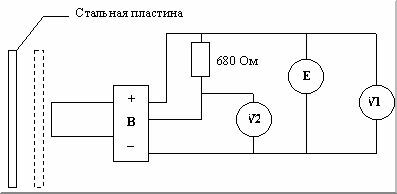 Стальная пластина
680 Ом
+
В
–
E
V1
V2